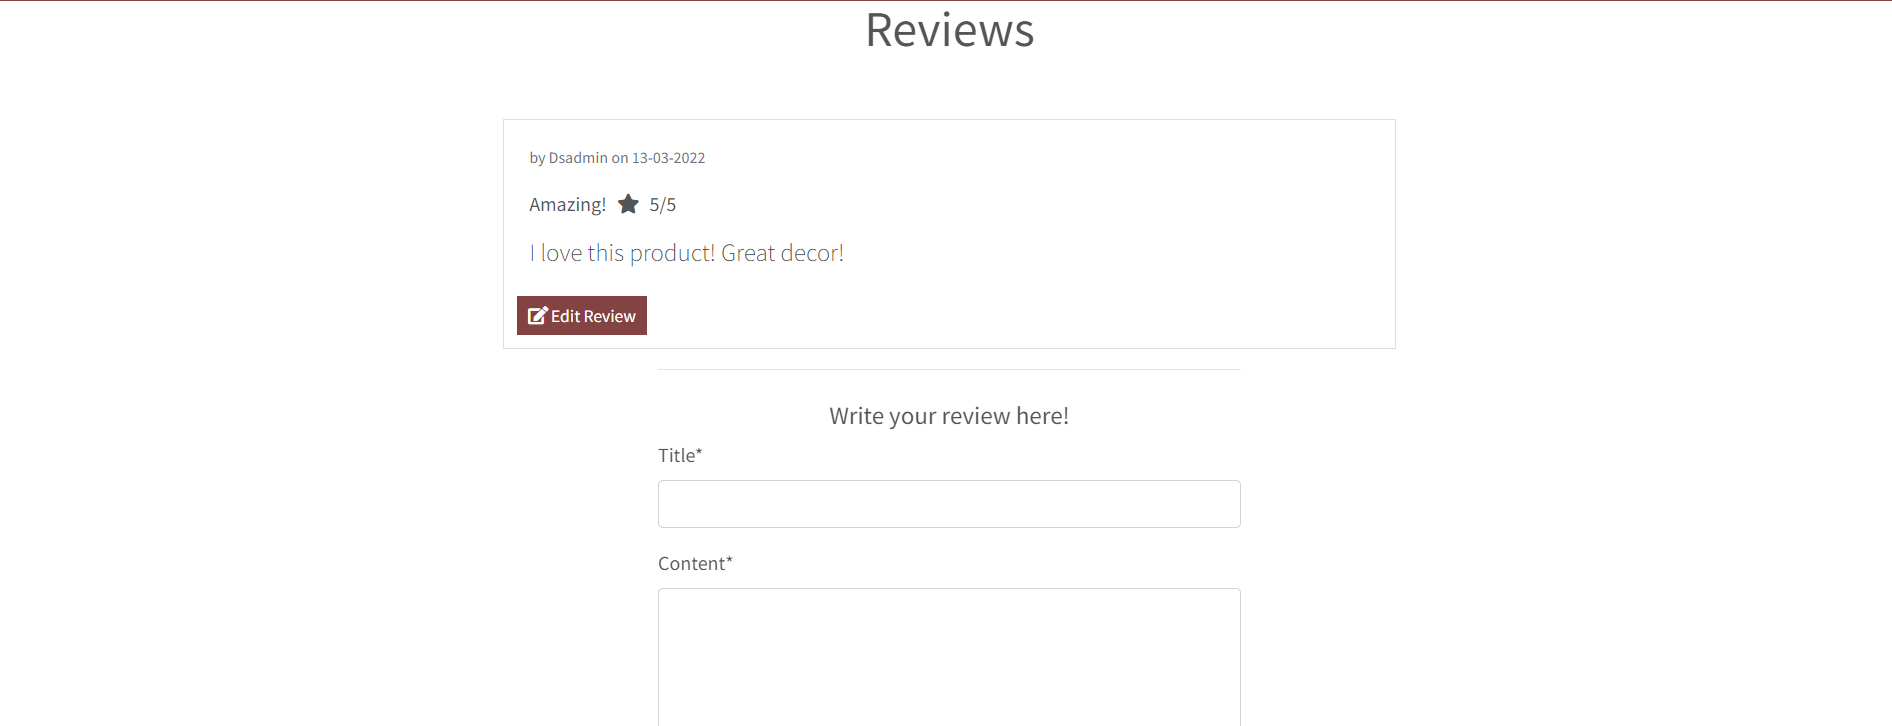 Reviews
by Dsadmin on 13-03-2022
Amazing! 5/5
I love this product! Great decor!
Edit Review
Write your review here!
Title*
Content*